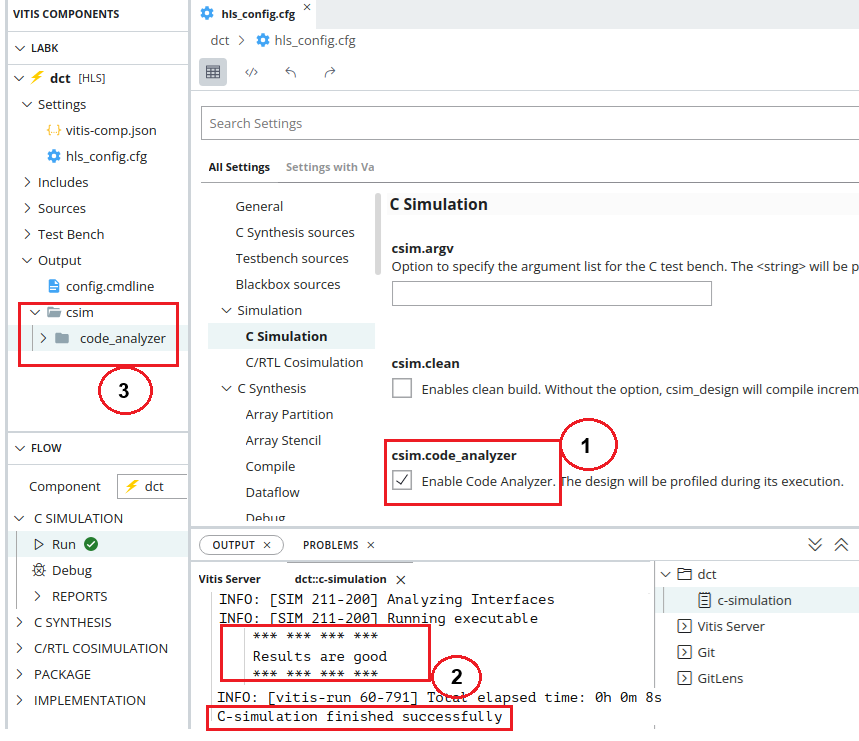 VITIS COMPONENTS
LABK
dct [HLS]
Settings
vitis-comp.json
hls_config.cfg
Includes
Sources
Test Bench
Output
config.cmdline
csim
code_analyzer
3
FLOW
Component dct
C SIMULATION
Run
Debug
REPORTS
C SYNTHESIS
C/RTL COSIMULATION
PACKAGE
IMPLEMENTATION
hls_config.cfg
dct > hls_config.cfg
Search Settings
All Settings Settings with Va
General
C Synthesis sources
Testbench sources
Blackbox sources
Simulation
C Simulation
C/RTL Cosimulation
C Synthesis
Array Partition
Array Stencil
Compile
Dataflow
Debug
C Simulation
csim.argv
Option to specify the argument list for the C test bench. The <string> will be p
csim.clean
Enables clean build. Without the option, csim_design will compile increm
csim.code_analyzer
Enable Code Analyzer. The design will be profiled during its execution.
1
OUTPUT PROBLEMS
Vitis Server dct::c-simulation
INFO: [SIM 211-200] Analyzing Interfaces
INFO: [SIM 211-200] Running executable
*** *** *** ***
Results are good
*** *** *** ***
2
INFO: [vitis-run 60-791] Total elapsed time: 0h 0m 8s
C-simulation finished successfully
dct
c-simulation
Vitis Server
Git
GitLens